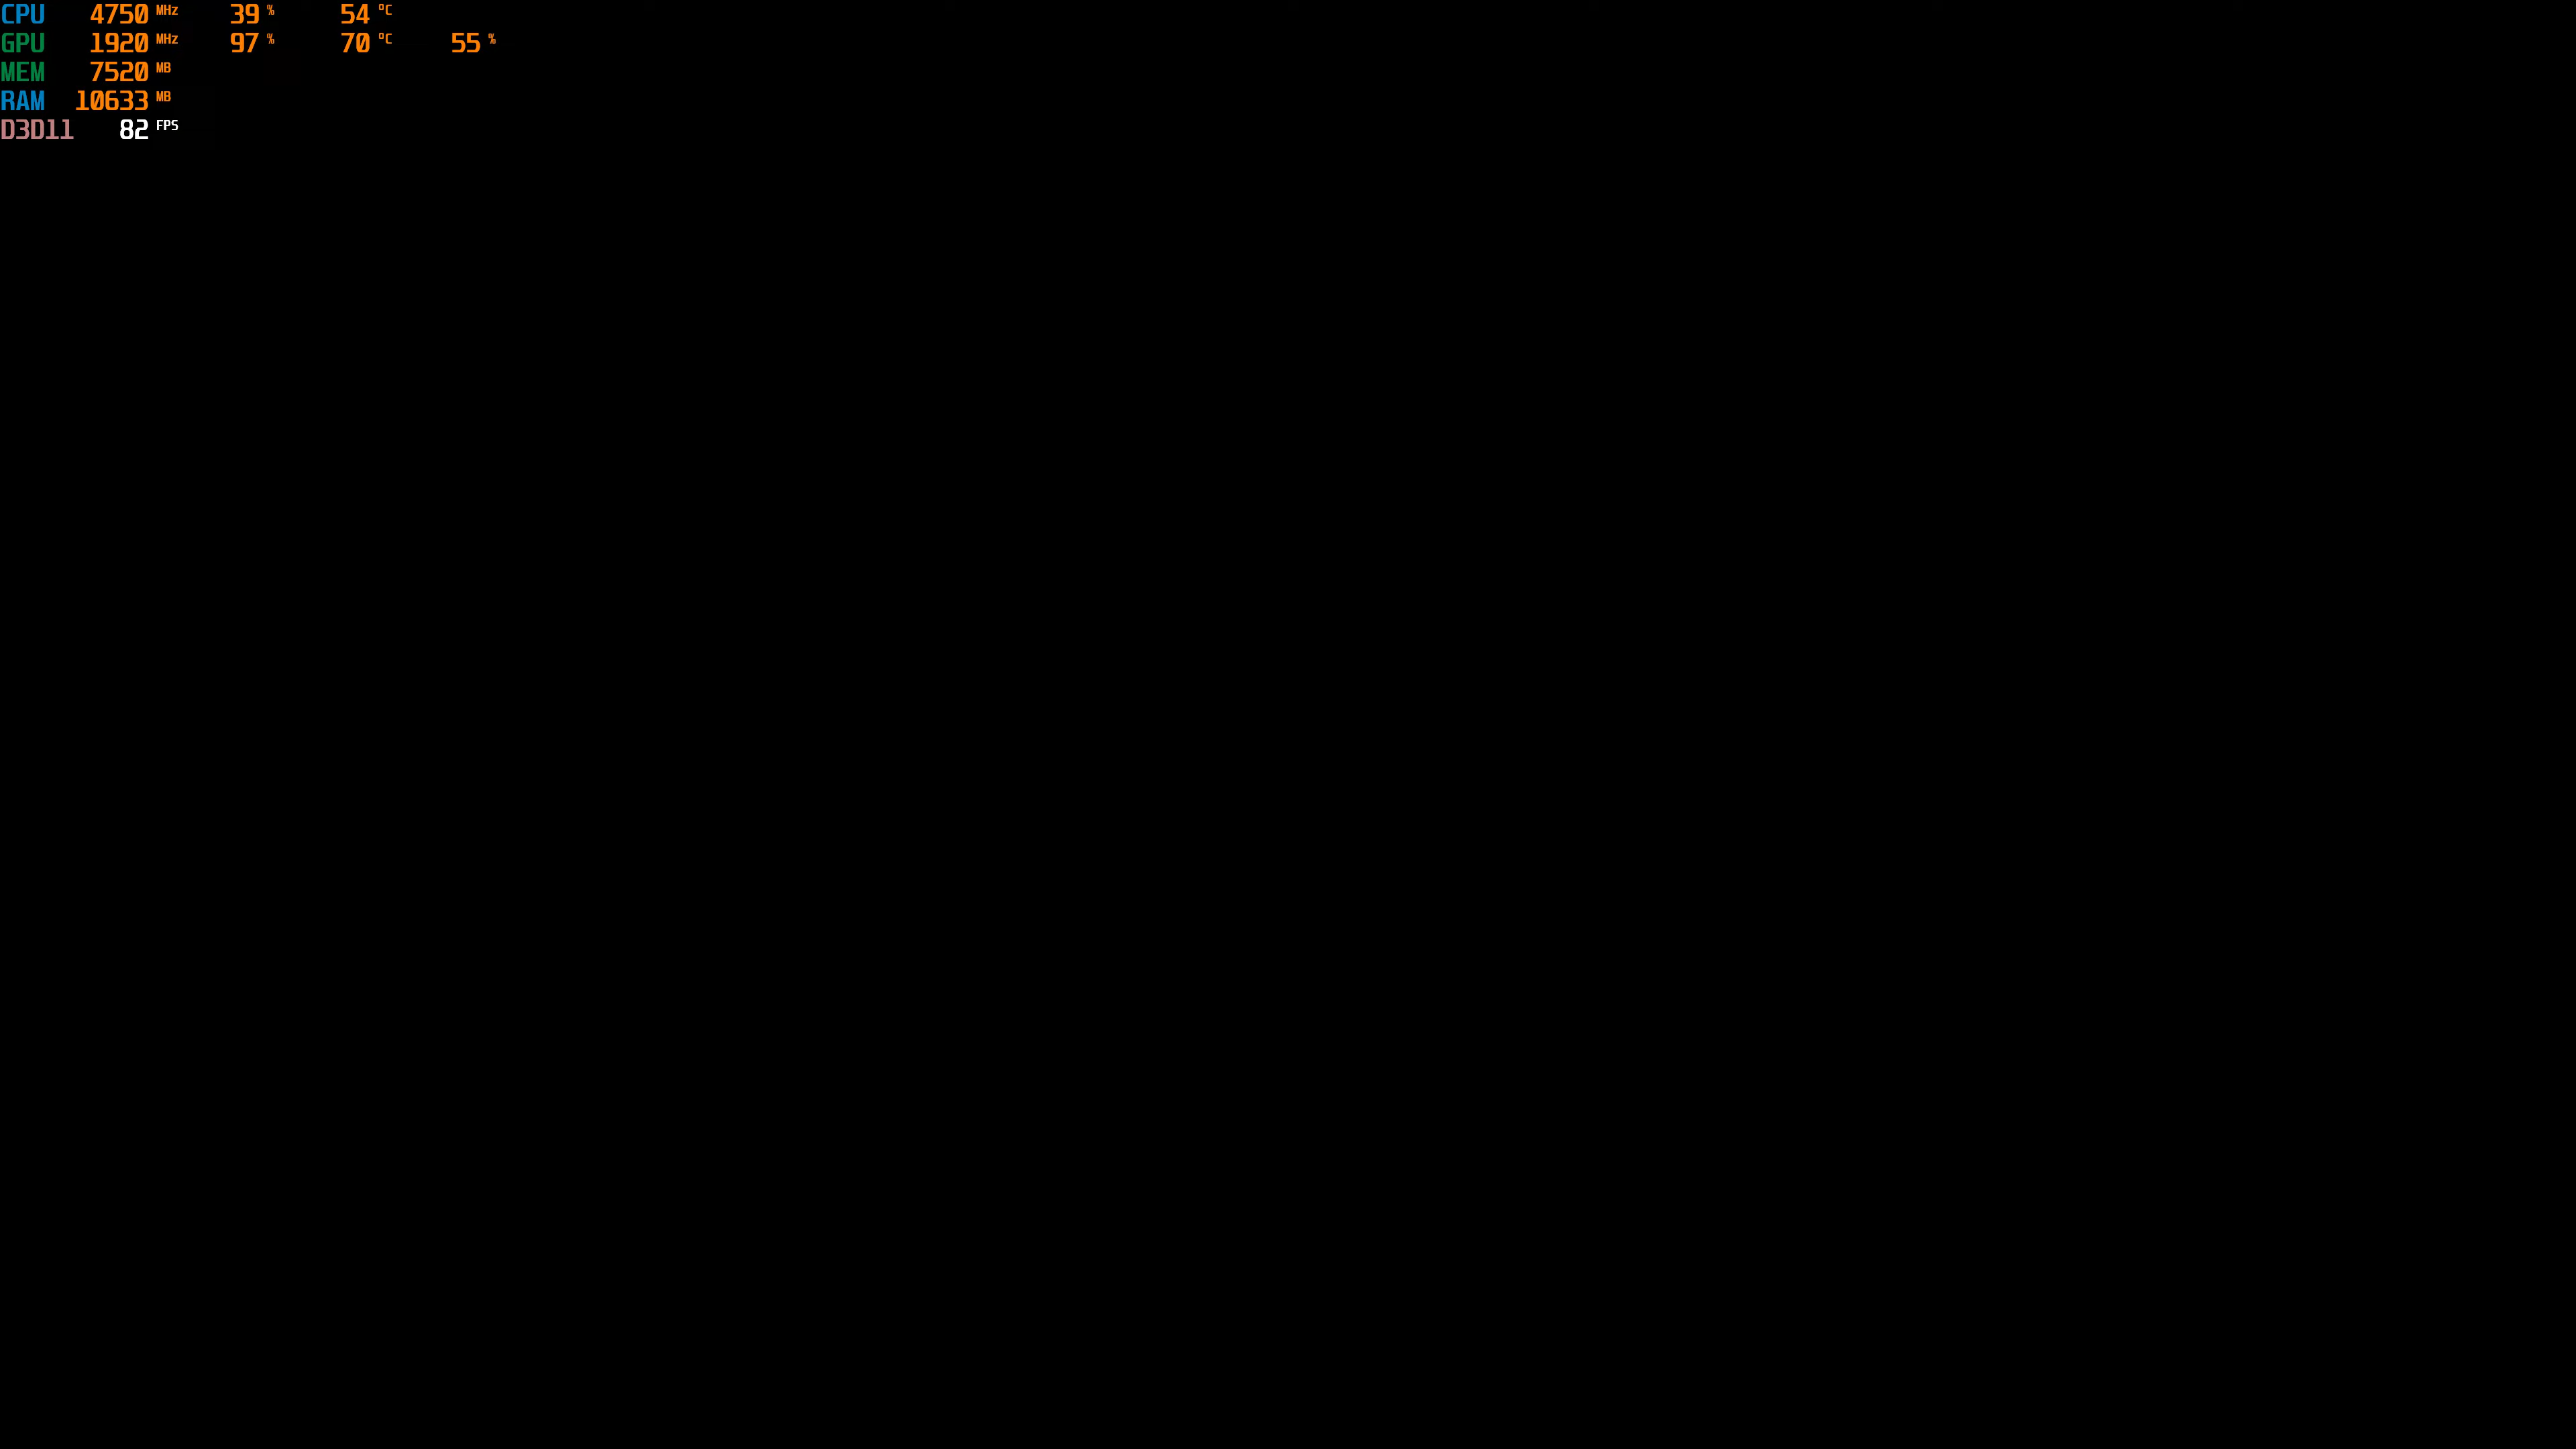 CPU 4750 MHz 39 % 54 °C
GPU 1920 MHz 97 % 70 °C 55 %
MEM 7520 MB
RAM 10633 MB
D3D11 82 FPS